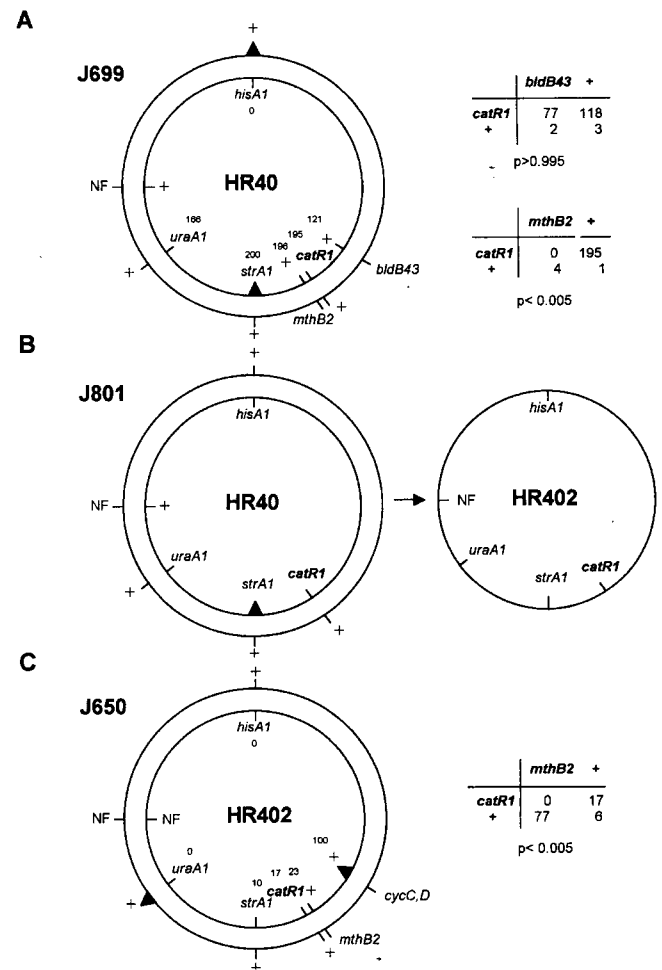 A
J699
+
hisA1
0
NF
+
HR40
166
uraA1
+
200
strA1
196
+
195
catR1
121
+
bldB43
mthB2
+
+
bldB43 +
catR1 77 118
+ 2 3
p>0.995
mthB2 +
catR1 0 195
+ 4 1
p< 0.005
B
J801
+
hisA1
NF
+
HR40
uraA1
+
strA1
catR1
+
+
hisA1
NF
HR402
uraA1
strA1
catR1
C
J650
+
hisA1
0
NF
NF
HR402
0
uraA1
+
10
strA1
17
catR1
23
+
100
+
cycC,D
mthB2
+
+
mthB2 +
catR1 0 17
+ 77 6
p< 0.005